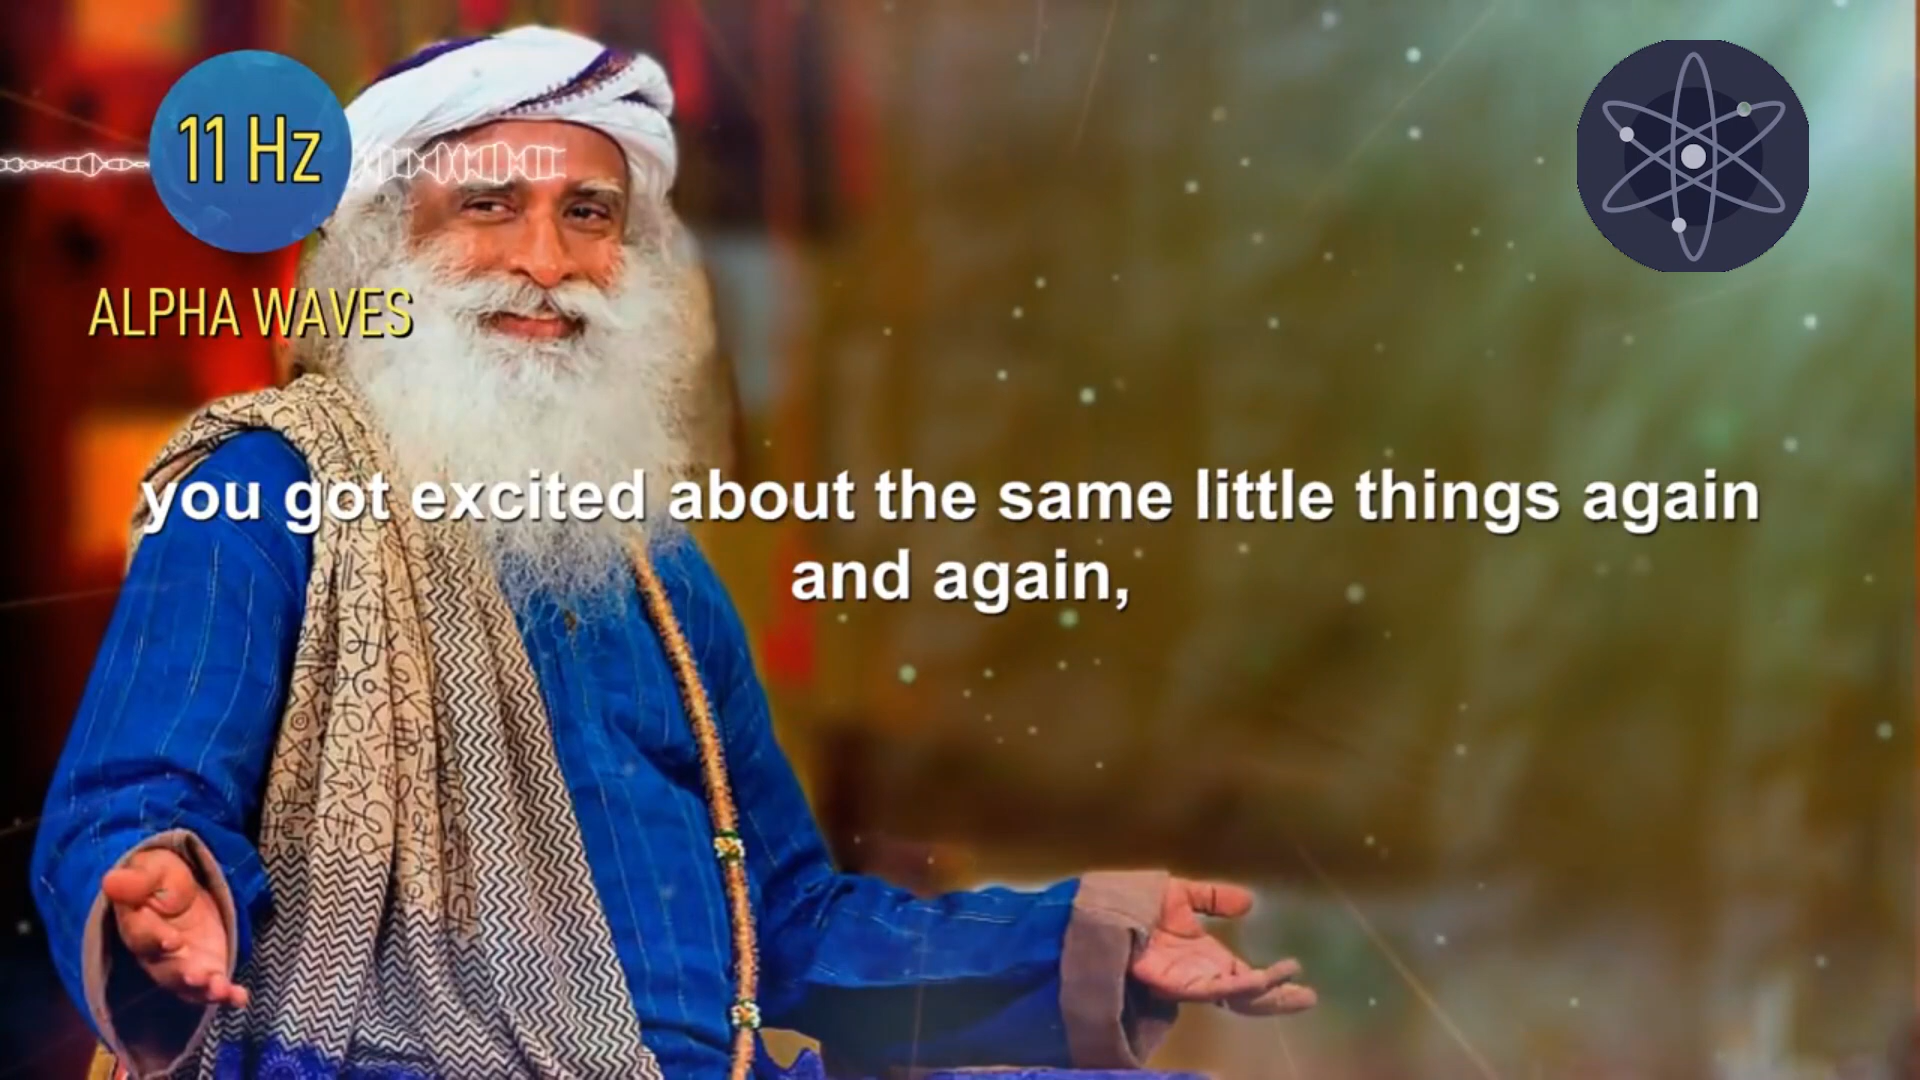 11 Hz
ALPHA WAVES
you got excited about the same little things again
and again,